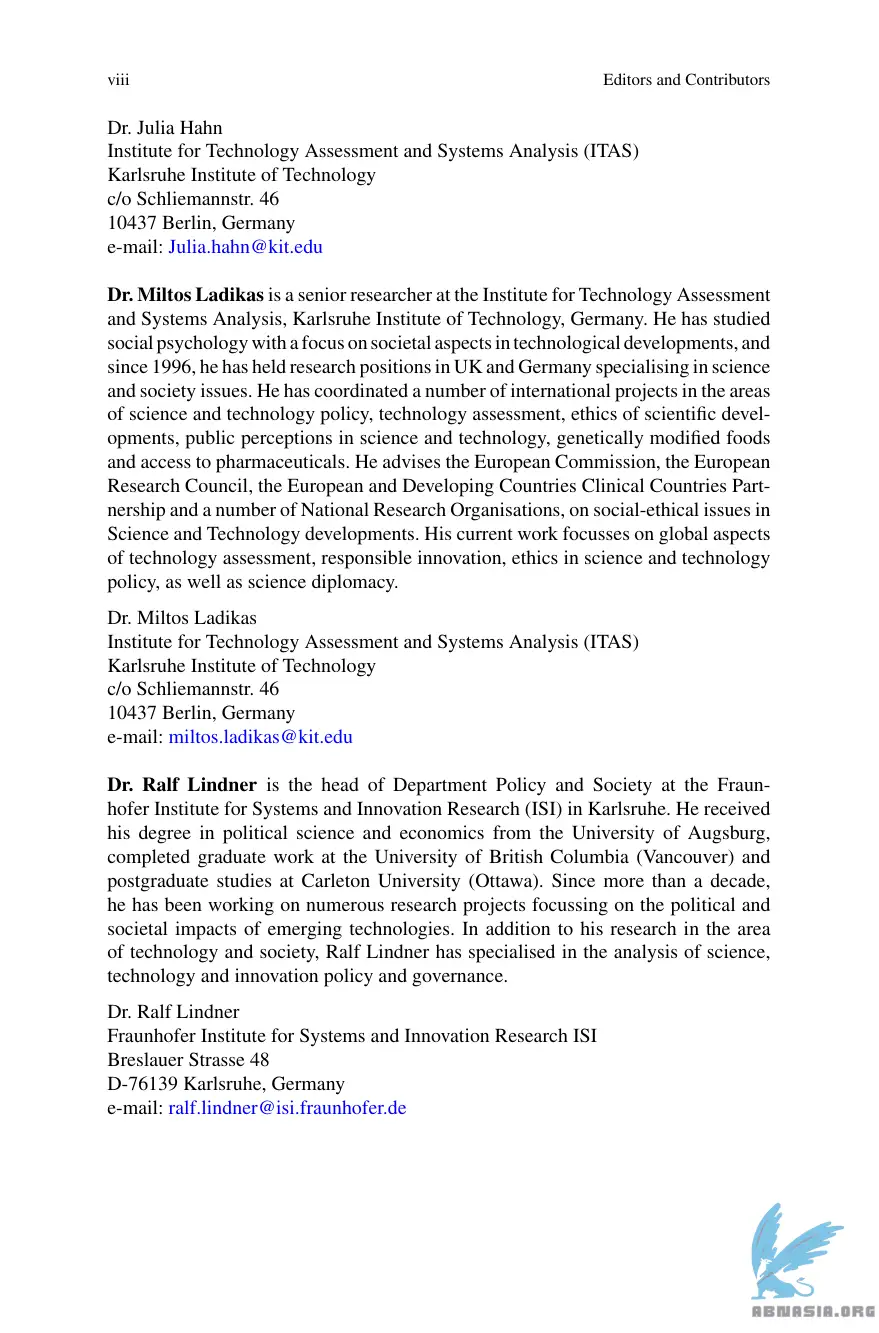 viii Editors and Contributors
Dr. Julia Hahn
Institute for Technology Assessment and Systems Analysis (ITAS)
Karlsruhe Institute of Technology
c/o Schliemannstr. 46
10437 Berlin, Germany
e-mail: Julia.hahn@kit.edu
Dr. Miltos Ladikas is a senior researcher at the Institute for Technology Assessment
and Systems Analysis, Karlsruhe Institute of Technology, Germany. He has studied
social psychology with a focus on societal aspects in technological developments, and
since 1996, he has held research positions in UK and Germany specialising in science
and society issues. He has coordinated a number of international projects in the areas
of science and technology policy, technology assessment, ethics of scientific devel-
opments, public perceptions in science and technology, genetically modified foods
and access to pharmaceuticals. He advises the European Commission, the European
Research Council, the European and Developing Countries Clinical Countries Part-
nership and a number of National Research Organisations, on social-ethical issues in
Science and Technology developments. His current work focusses on global aspects
of technology assessment, responsible innovation, ethics in science and technology
policy, as well as science diplomacy.
Dr. Miltos Ladikas
Institute for Technology Assessment and Systems Analysis (ITAS)
Karlsruhe Institute of Technology
c/o Schliemannstr. 46
10437 Berlin, Germany
e-mail: miltos.ladikas@kit.edu
Dr. Ralf Lindner is the head of Department Policy and Society at the Fraun-
hofer Institute for Systems and Innovation Research (ISI) in Karlsruhe. He received
his degree in political science and economics from the University of Augsburg,
completed graduate work at the University of British Columbia (Vancouver) and
postgraduate studies at Carleton University (Ottawa). Since more than a decade,
he has been working on numerous research projects focussing on the political and
societal impacts of emerging technologies. In addition to his research in the area
of technology and society, Ralf Lindner has specialised in the analysis of science,
technology and innovation policy and governance.
Dr. Ralf Lindner
Fraunhofer Institute for Systems and Innovation Research ISI
Breslauer Strasse 48
D-76139 Karlsruhe, Germany
e-mail: ralf.lindner@isi.fraunhofer.de
ABNASIA.ORG